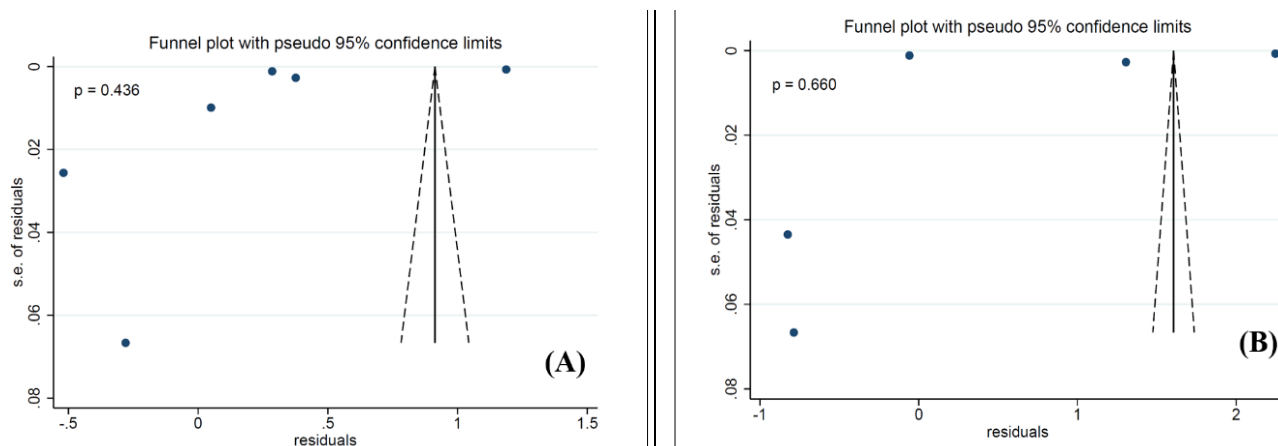 Funnel plot with pseudo 95% confidence limits
p = 0.436
s.e. of residuals
0
.02
.04
.06
.08
-.5
0
.5
1
1.5
residuals
(A)
Funnel plot with pseudo 95% confidence limits
p = 0.660
s.e. of residuals
0
.02
.04
.06
.08
-1
0
1
2
residuals
(B)